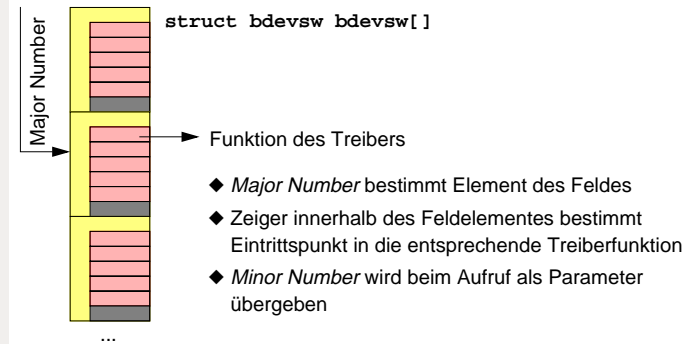 struct bdevsw bdevsw[]
Major Number
Funktion des Treibers
◆ Major Number bestimmt Element des Feldes
◆ Zeiger innerhalb des Feldelementes bestimmt
Eintrittspunkt in die entsprechende Treiberfunktion
◆ Minor Number wird beim Aufruf als Parameter
übergeben
...